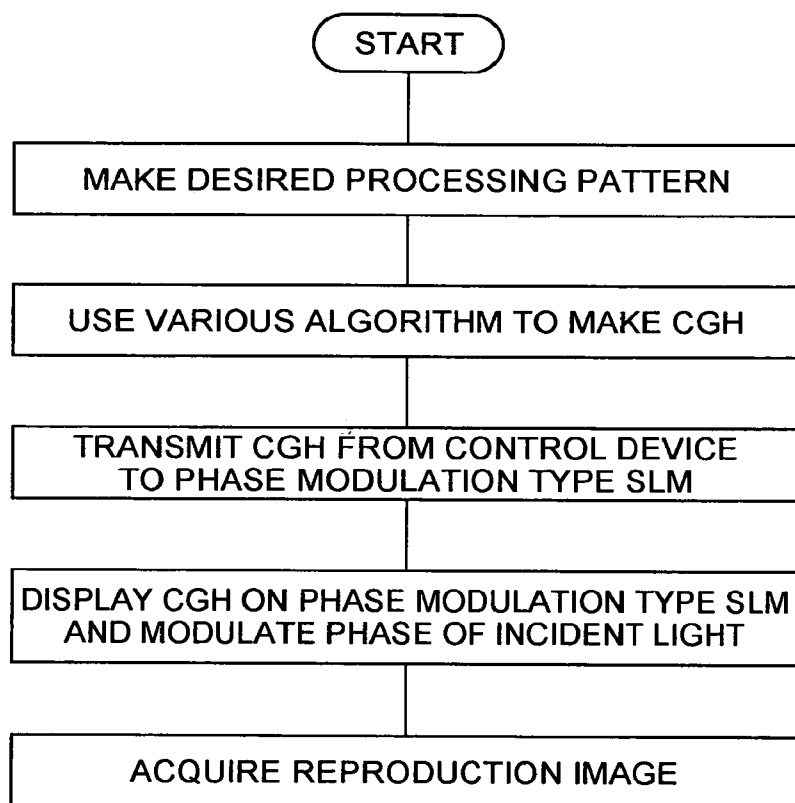 START
MAKE DESIRED PROCESSING PATTERN
USE VARIOUS ALGORITHM TO MAKE CGH
TRANSMIT CGH FROM CONTROL DEVICE
TO PHASE MODULATION TYPE SLM
DISPLAY CGH ON PHASE MODULATION TYPE SLM
AND MODULATE PHASE OF INCIDENT LIGHT
ACQUIRE REPRODUCTION IMAGE